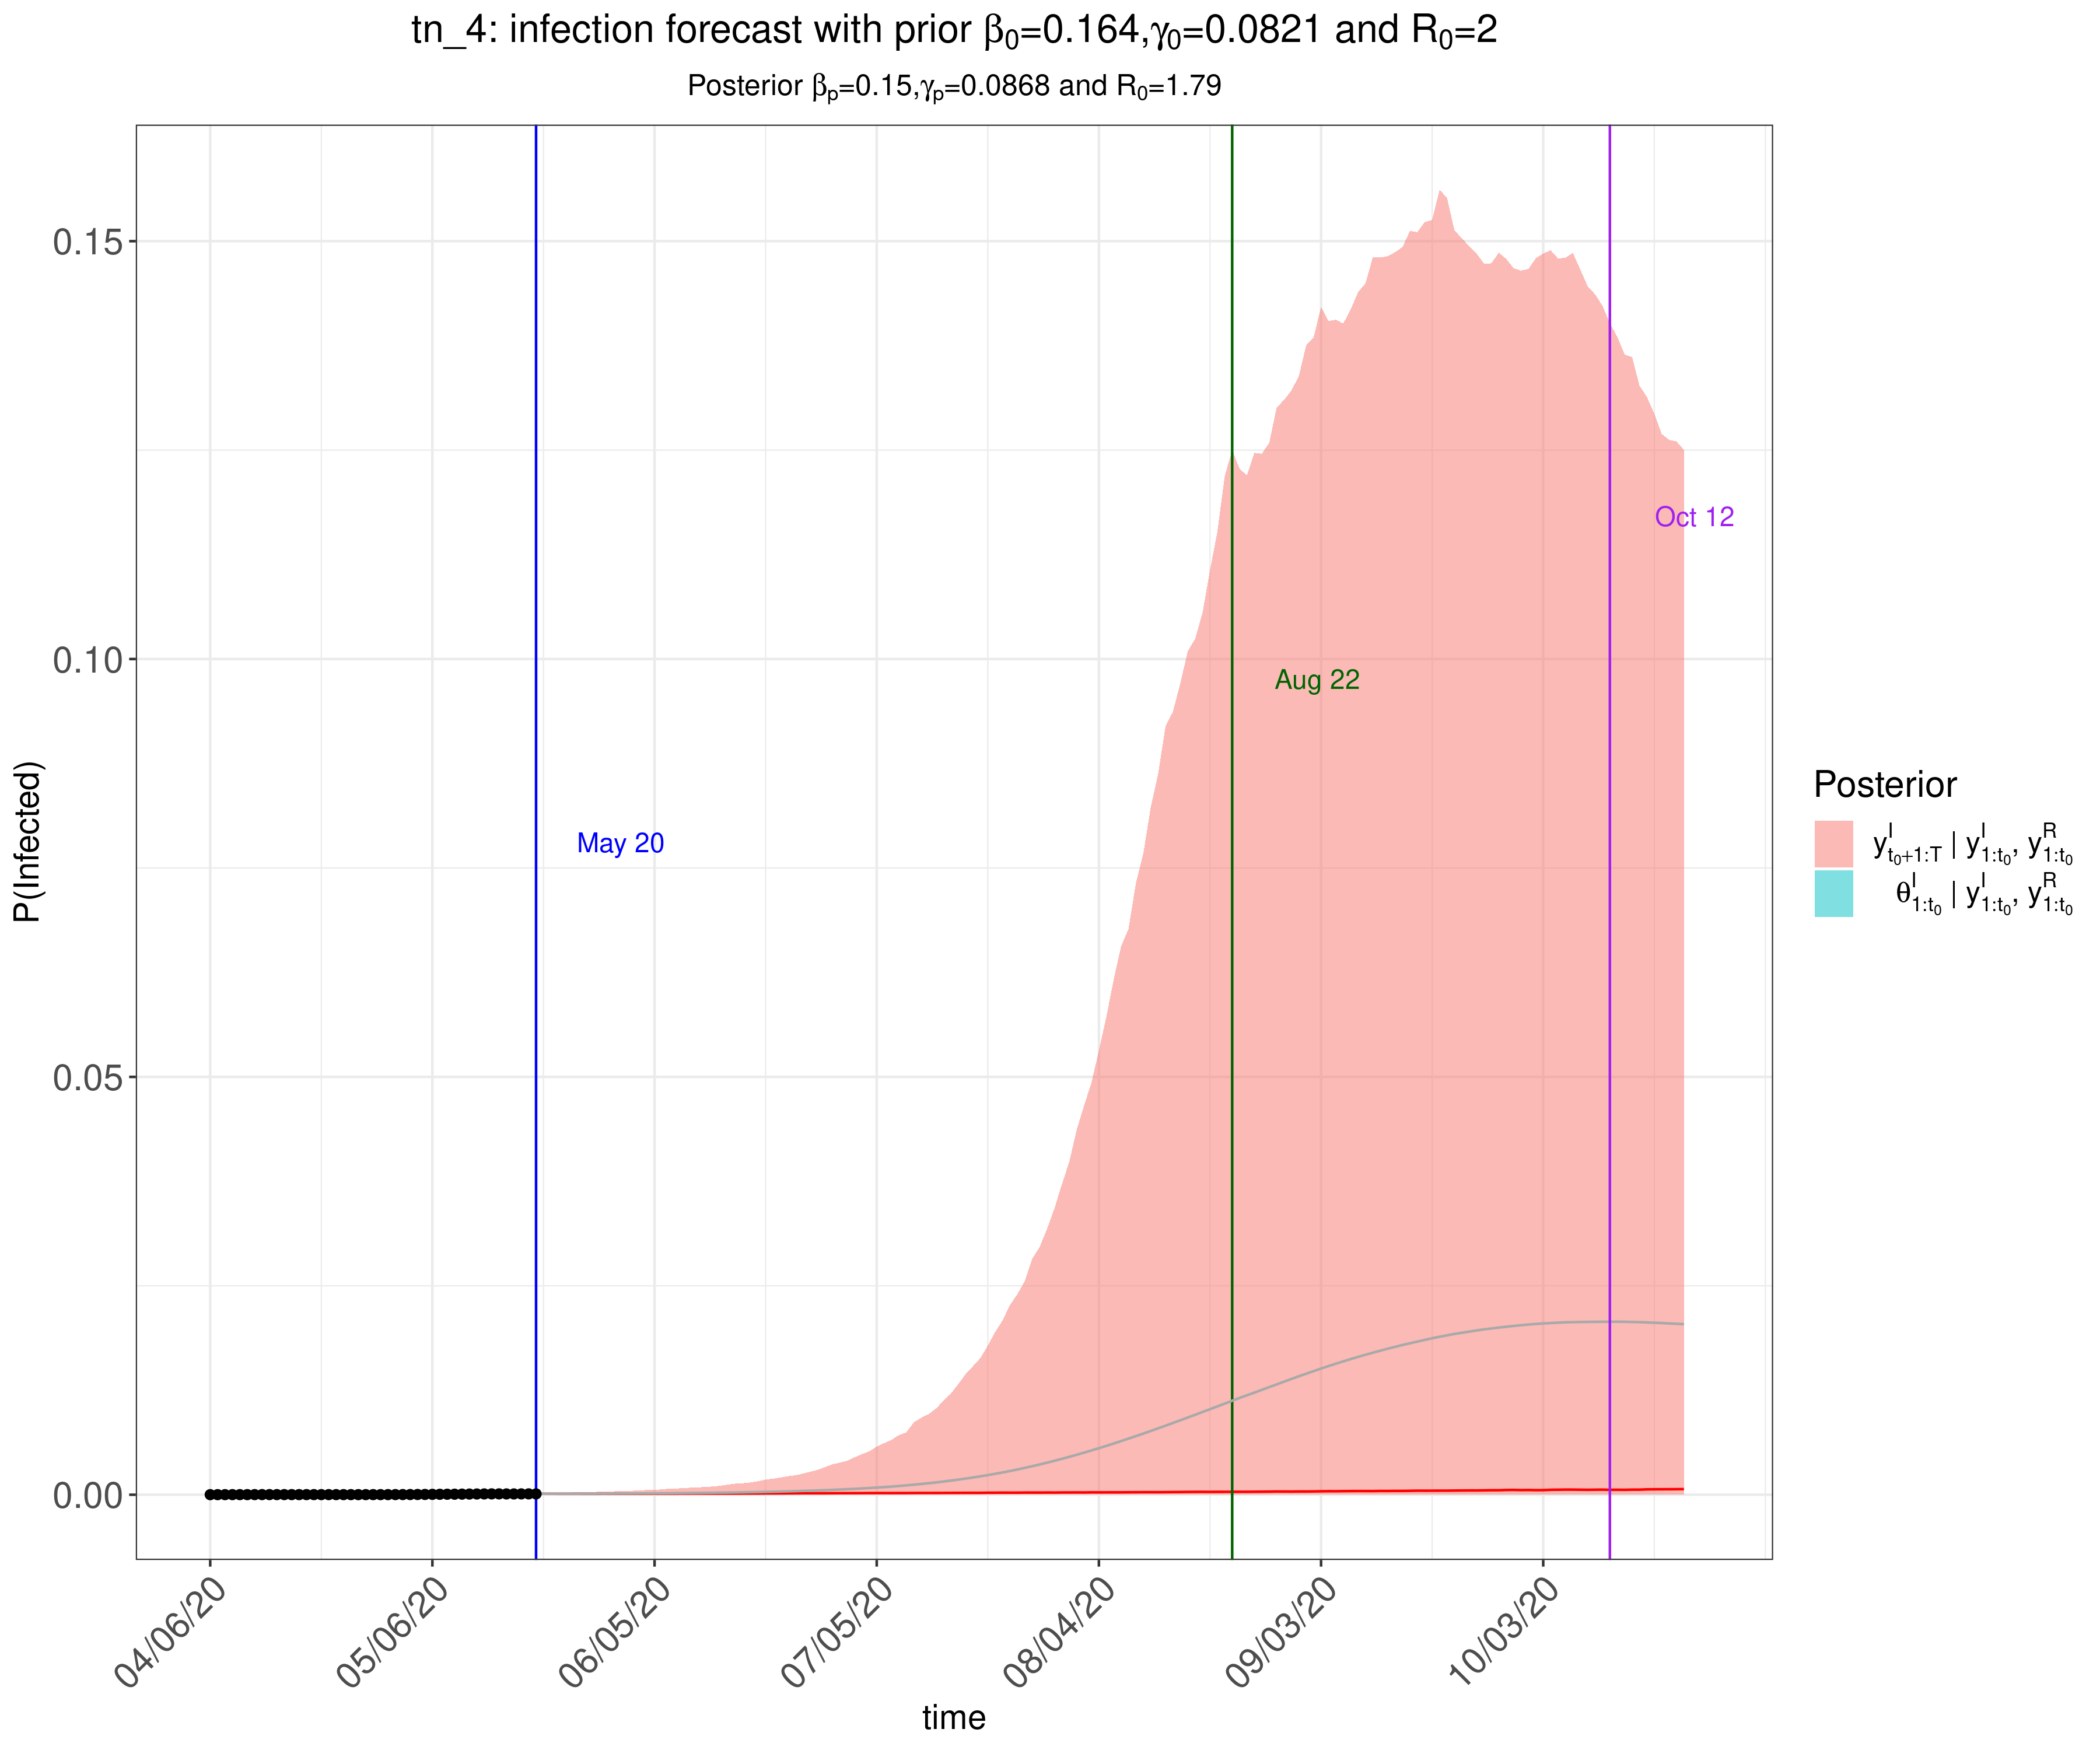 tn_4: infection forecast with prior β₀=0.164,γ₀=0.0821 and R₀=2
Posterior βₚ=0.15,γₚ=0.0868 and R₀=1.79
0.15
0.10
0.05
0.00
P(Infected)
May 20
Aug 22
Oct 12
04/06/20
05/06/20
06/05/20
07/05/20
08/04/20
09/03/20
10/03/20
time
Posterior
y^I_{t₀+1:T} | y^I_{1:t₀}, y^R_{1:t₀}
θ^I_{1:t₀} | y^I_{1:t₀}, y^R_{1:t₀}